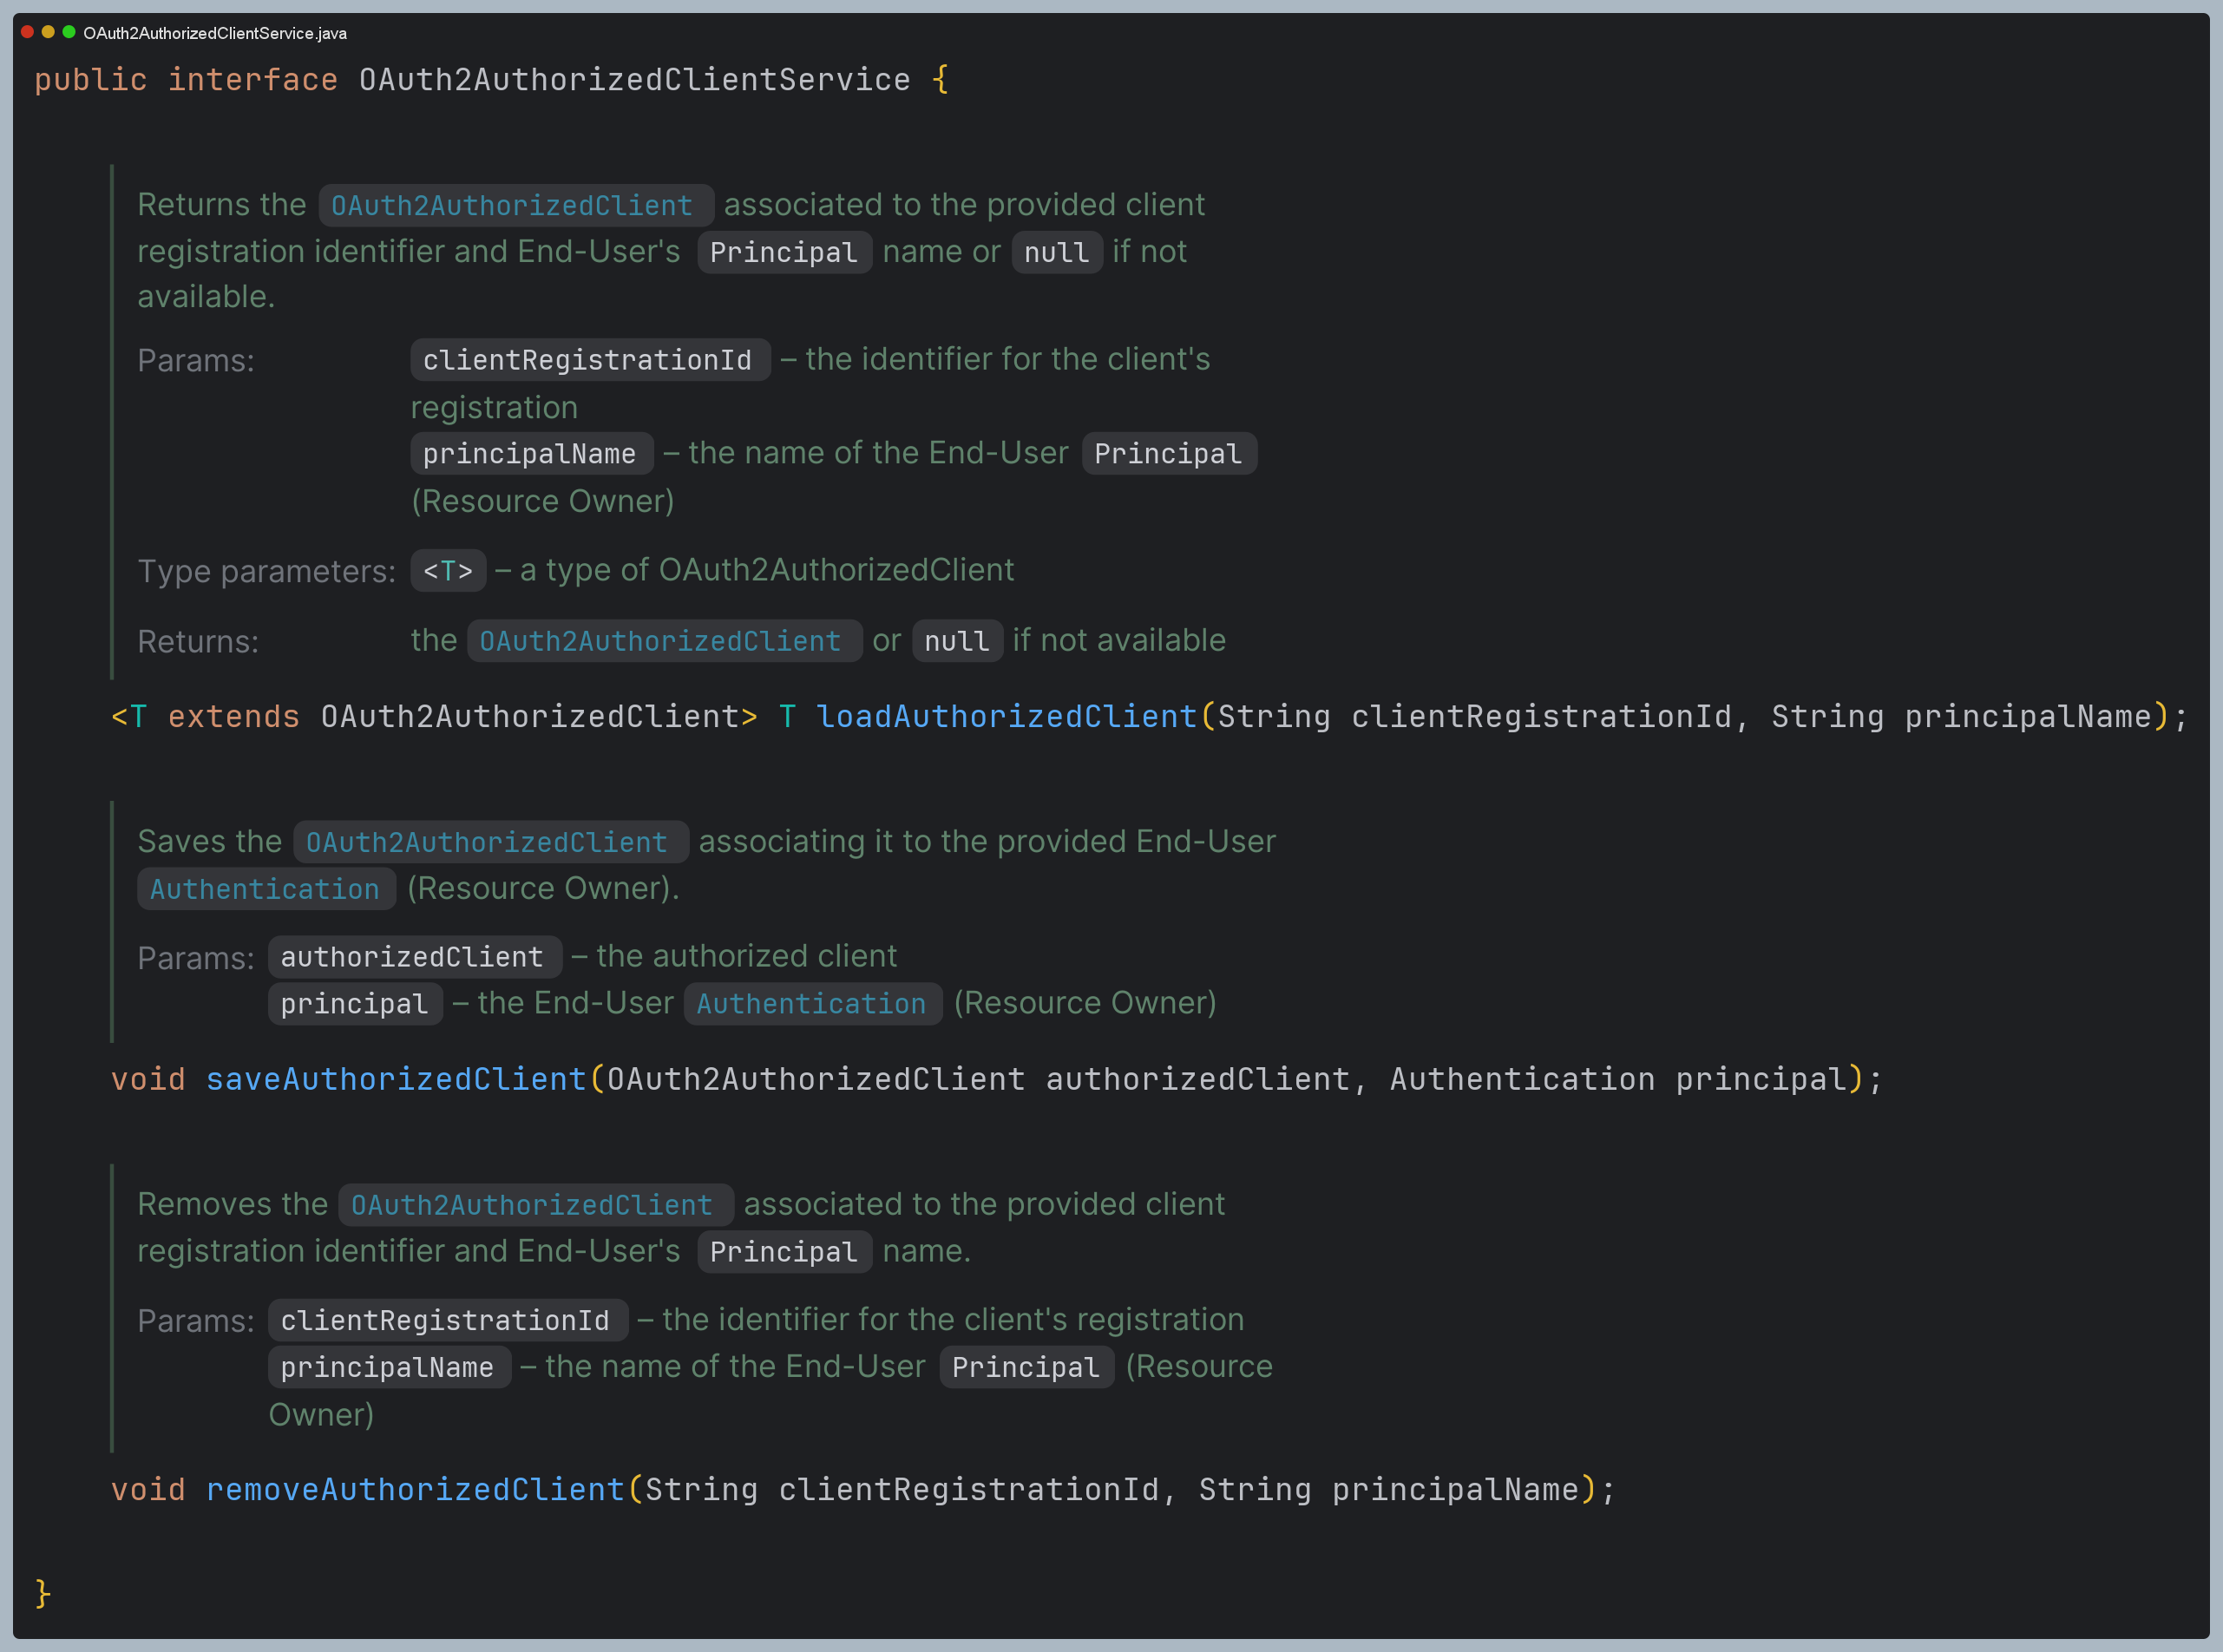 OAuth2AuthorizedClientService.java
public interface OAuth2AuthorizedClientService {
Returns the OAuth2AuthorizedClient associated to the provided client
registration identifier and End-User's Principal name or null if not
available.
Params: clientRegistrationId – the identifier for the client's
registration
principalName – the name of the End-User Principal
(Resource Owner)
Type parameters: <T> – a type of OAuth2AuthorizedClient
Returns: the OAuth2AuthorizedClient or null if not available
<T extends OAuth2AuthorizedClient> T loadAuthorizedClient(String clientRegistrationId, String principalName);
Saves the OAuth2AuthorizedClient associating it to the provided End-User
Authentication (Resource Owner).
Params: authorizedClient – the authorized client
principal – the End-User Authentication (Resource Owner)
void saveAuthorizedClient(OAuth2AuthorizedClient authorizedClient, Authentication principal);
Removes the OAuth2AuthorizedClient associated to the provided client
registration identifier and End-User's Principal name.
Params: clientRegistrationId – the identifier for the client's registration
principalName – the name of the End-User Principal (Resource
Owner)
void removeAuthorizedClient(String clientRegistrationId, String principalName);
}